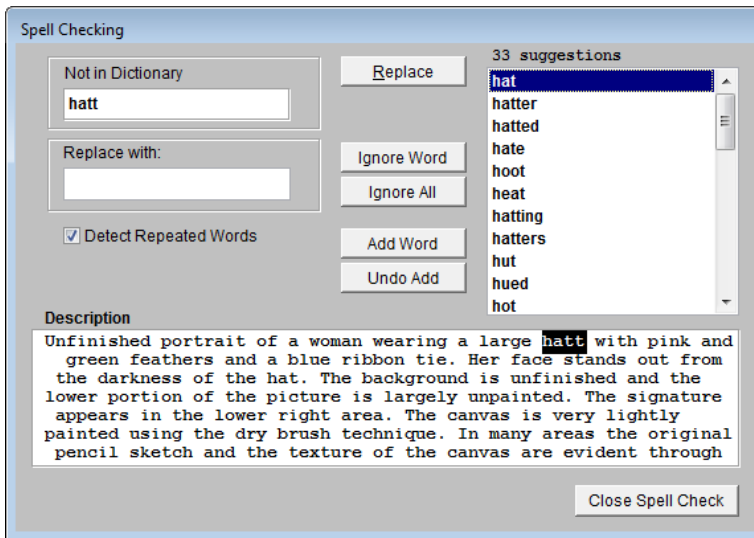 Spell Checking
Not in Dictionary
hatt
Replace with:
Detect Repeated Words
Replace
Ignore Word
Ignore All
Add Word
Undo Add
33 suggestions
hat
hatter
hatted
hate
hoot
heat
hatting
hatters
hut
hued
hot
Description
Unfinished portrait of a woman wearing a large hatt with pink and
green feathers and a blue ribbon tie. Her face stands out from
the darkness of the hat. The background is unfinished and the
lower portion of the picture is largely unpainted. The signature
appears in the lower right area. The canvas is very lightly
painted using the dry brush technique. In many areas the original
pencil sketch and the texture of the canvas are evident through
Close Spell Check